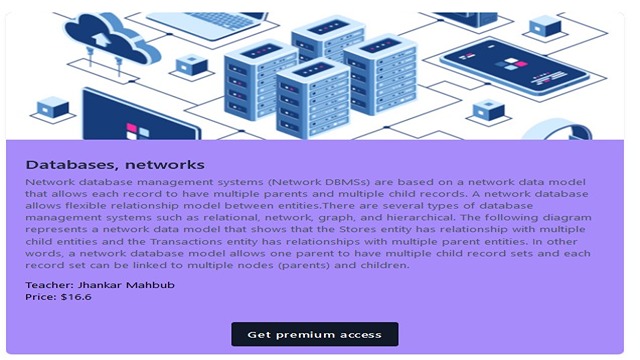 Databases, networks
Network database management systems (Network DBMSs) are based on a network data model
that allows each record to have multiple parents and multiple child records. A network database
allows flexible relationship model between entities.There are several types of database
management systems such as relational, network, graph, and hierarchical. The following diagram
represents a network data model that shows that the Stores entity has relationship with multiple
child entities and the Transactions entity has relationships with multiple parent entities. In other
words, a network database model allows one parent to have multiple child record sets and each
record set can be linked to multiple nodes (parents) and children.
Teacher: Jhankar Mahbub
Price: $16.6
Get premium access